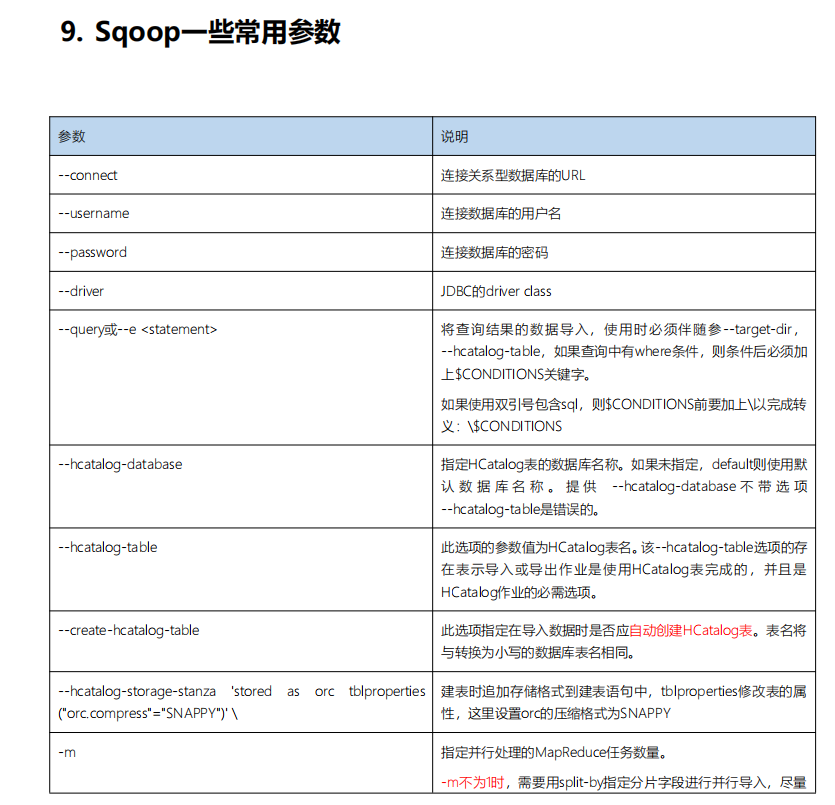 9. Sqoop一些常用参数
参数
说明
--connect
连接关系型数据库的URL
--username
连接数据库的用户名
--password
连接数据库的密码
--driver
JDBC的driver class
--query或--e <statement>
将查询结果的数据导入，使用时必须伴随参--target-dir，
--hcatalog-table，如果查询中有where条件，则条件后必须加
上$CONDITIONS关键字。
如果使用双引号包含sql，则$CONDITIONS前要加上\以完成转
义：\$CONDITIONS
--hcatalog-database
指定HCatalog表的数据库名称。如果未指定，default则使用默
认数据库名称。提供 --hcatalog-database不带选项
--hcatalog-table是错误的。
--hcatalog-table
此选项的参数值为HCatalog表名。该--hcatalog-table选项的存
在表示导入或导出作业是使用HCatalog表完成的，并且是
HCatalog作业的必需选项。
--create-hcatalog-table
此选项指定在导入数据时是否应自动创建HCatalog表。表名将
与转换为小写的数据库表名相同。
--hcatalog-storage-stanza 'stored as orc tblproperties
("orc.compress"="SNAPPY")' \
建表时追加存储格式到建表语句中，tblproperties修改表的属
性，这里设置orc的压缩格式为SNAPPY
-m
指定并行处理的MapReduce任务数量。
-m不为1时，需要用split-by指定分片字段进行并行导入，尽量